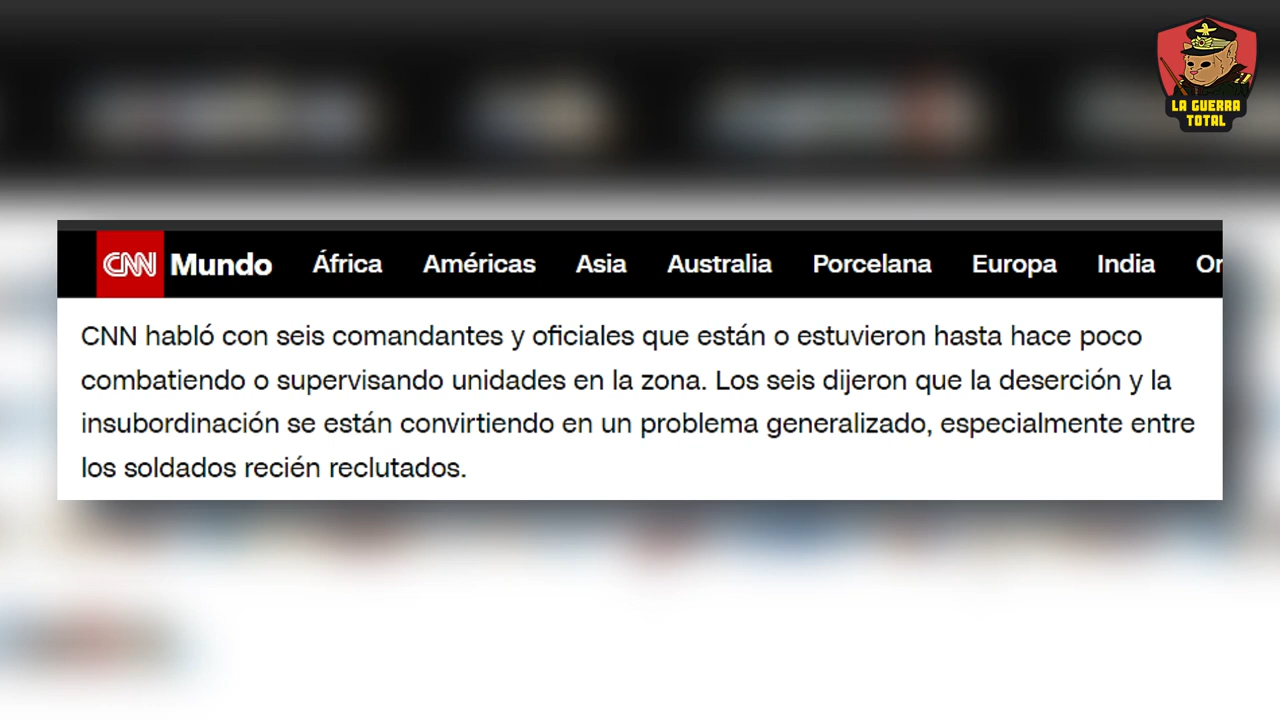 LA GUERRA
TOTAL
CNN Mundo África Américas Asia Australia Porcelana Europa India Or
CNN habló con seis comandantes y oficiales que están o estuvieron hasta hace poco
combatiendo o supervisando unidades en la zona. Los seis dijeron que la deserción y la
insubordinación se están convirtiendo en un problema generalizado, especialmente entre
los soldados recién reclutados.